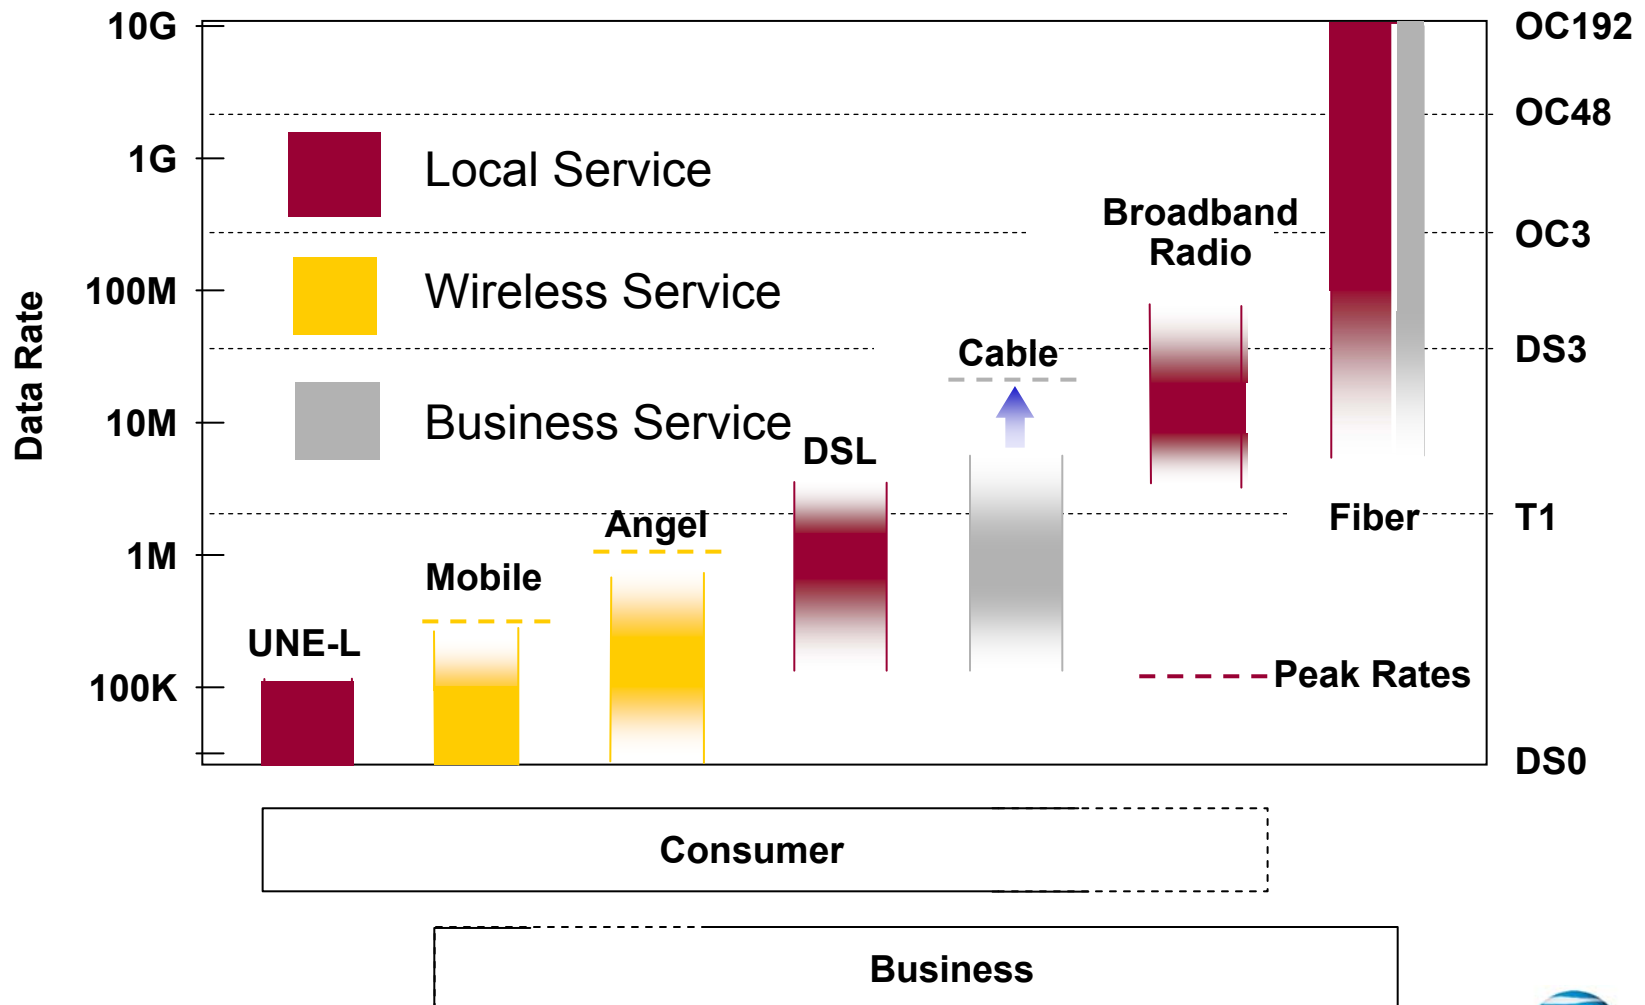 10G
OC192
OC48
1G
Local Service
Broadband
Radio
OC3
100M
Wireless Service
Data Rate
Cable
DS3
10M
Business Service
DSL
Angel
Fiber
T1
1M
Mobile
UNE-L
100K
Peak Rates
DS0
Consumer
Business